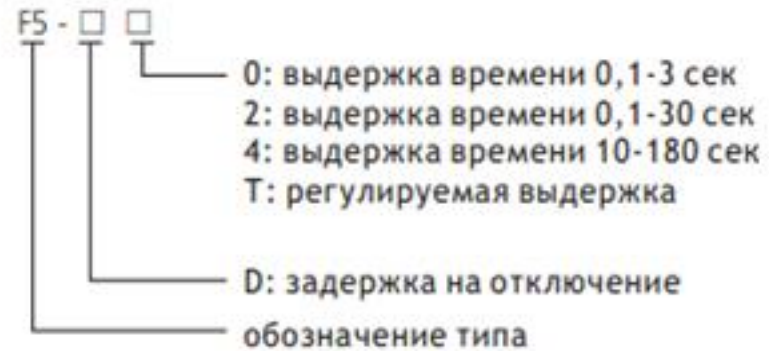 F5 - □ □
0: выдержка времени 0,1-3 сек
2: выдержка времени 0,1-30 сек
4: выдержка времени 10-180 сек
T: регулируемая выдержка
D: задержка на отключение
обозначение типа